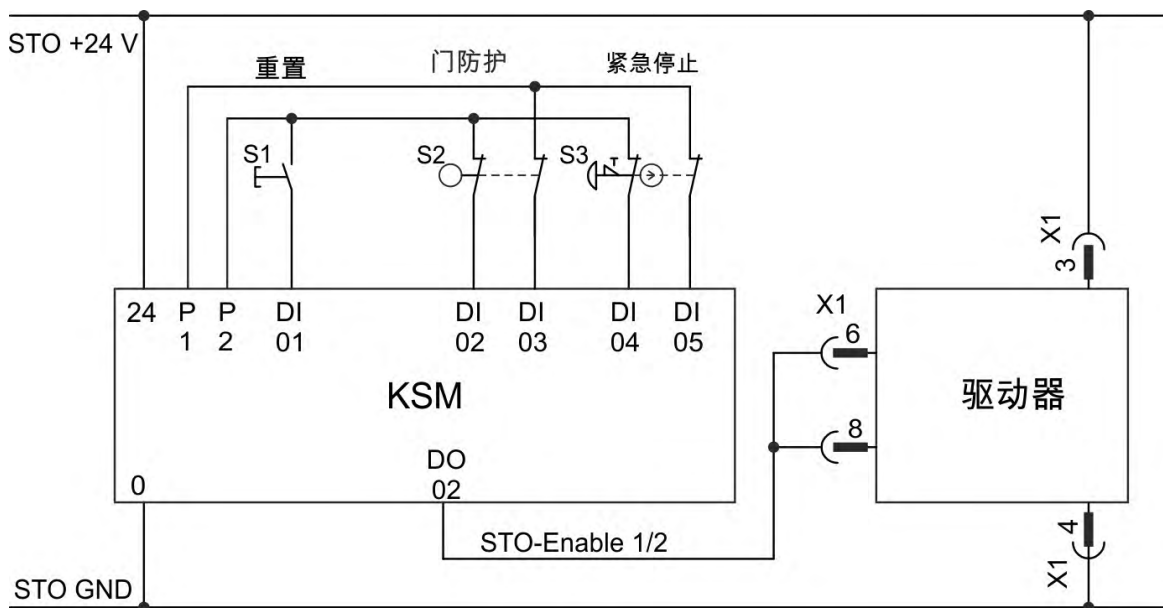 STO +24 V
重置
门防护
紧急停止
S1
S2
S3
X1
3
24 P P DI DI DI DI DI
1 2 01 02 03 04 05
X1
6
KSM
驱动器
8
DO
0 02
4
STO-Enable 1/2
X1
STO GND